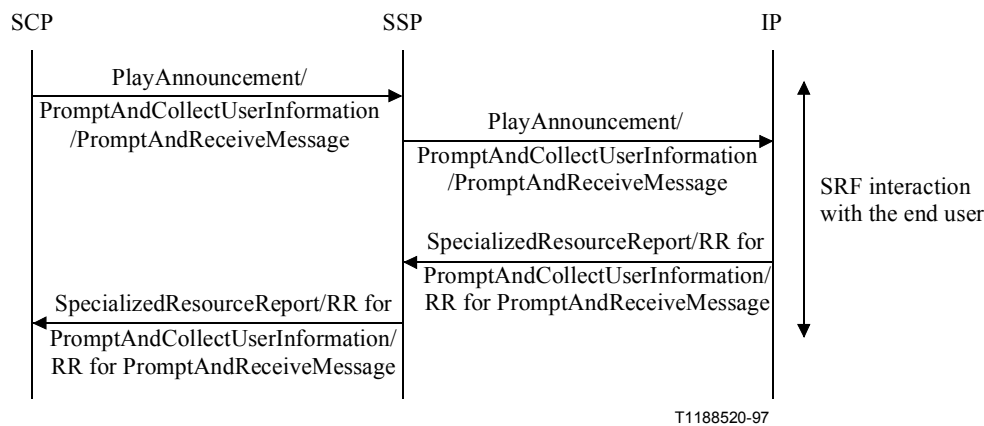 SCP
SSP
IP
PlayAnnouncement/
PromptAndCollectUserInformation
/PromptAndReceiveMessage
PlayAnnouncement/
PromptAndCollectUserInformation
/PromptAndReceiveMessage
SRF interaction
with the end user
SpecializedResourceReport/RR for
PromptAndCollectUserInformation/
RR for PromptAndReceiveMessage
SpecializedResourceReport/RR for
PromptAndCollectUserInformation/
RR for PromptAndReceiveMessage
T1188520-97